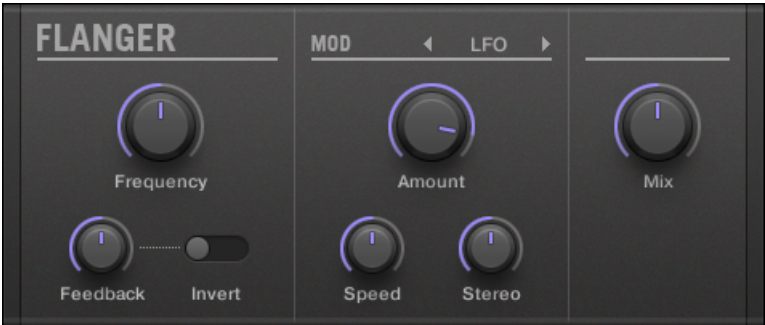 FLANGER
MOD
LFO
Frequency
Amount
Mix
Feedback
Invert
Speed
Stereo